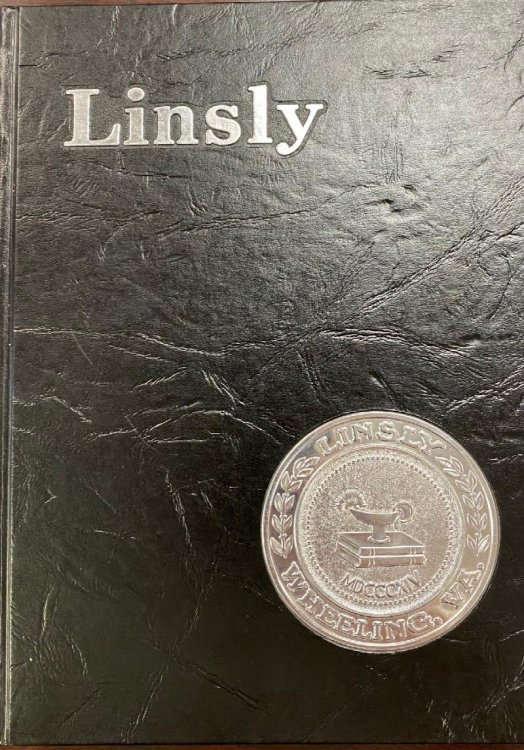 Linsly
LINSLY
MDCCCXIV
WHEELING, VA.